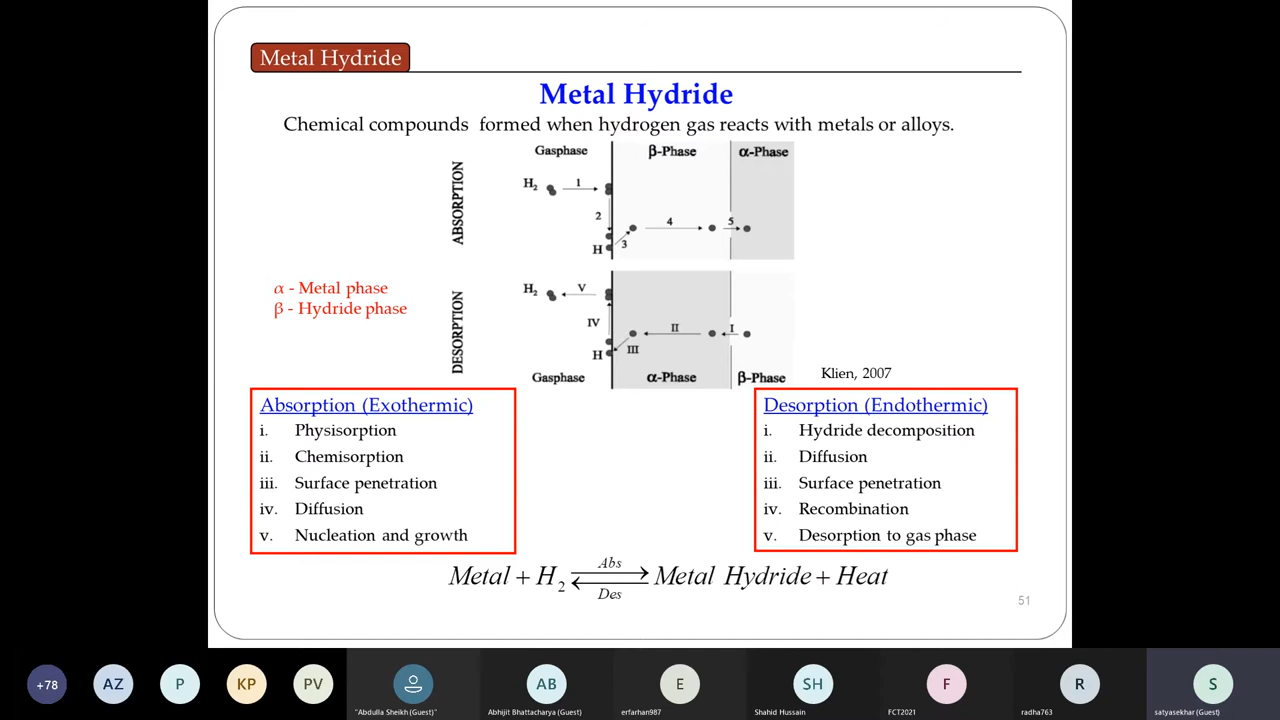 Metal Hydride
Metal Hydride
Chemical compounds formed when hydrogen gas reacts with metals or alloys.
Gasphase β-Phase α-Phase
ABSORPTION
H2 1
2
4 5
H 3
α - Metal phase
β - Hydride phase
DESORPTION
H2 V
IV II I
H III
Gasphase α-Phase β-Phase
Klien, 2007
Absorption (Exothermic)
i. Physisorption
ii. Chemisorption
iii. Surface penetration
iv. Diffusion
v. Nucleation and growth
Desorption (Endothermic)
i. Hydride decomposition
ii. Diffusion
iii. Surface penetration
iv. Recombination
v. Desorption to gas phase
Abs
Metal + H2 ⇌ Metal Hydride + Heat
Des
51
+78 AZ P KP PV AB E SH F R S
"Abdulla Sheikh (Guest)" Abhijit Bhattacharya (Guest) erfarhan987 Shahid Hussain FCT2021 radha763 satyasekhar (Guest)